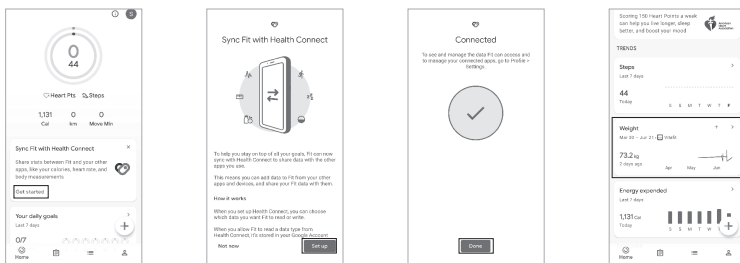 S
0
44
Heart Pts Steps
1,131 0 0
Cal km Move Min
Sync Fit with Health Connect ×
Share stats between Fit and your other
apps, like your calories, heart rate, and
body measurements
Get started
Your daily goals
Last 7 days
0/7
+
Home
Sync Fit with Health Connect
To help you stay on top of all your goals, Fit can now
sync with Health Connect to share data with the other
apps you use.
This means you can add data to Fit from your other
apps and devices, and share your Fit data with them.
How it works
When you set up Health Connect, you can choose
which data you want Fit to read or write.
When you allow Fit to read a data type from
Health Connect, it's stored in your Google Account
Not now Set up
Connected
To see and manage the data Fit can access and
to manage your connected apps, go to Profile >
Settings.
Done
Scoring 150 Heart Points a week
can help you live longer, sleep
better, and boost your mood
American
Heart
Association
TRENDS
Steps
Last 7 days
44
Today
S S M T W T F
Weight +
Mar 30 – Jun 21 • Vitafit
73.2 kg
2 days ago
Apr May Jun
Energy expended
Last 7 days
1,131 Cal
Today
S S M T W T
+
Home